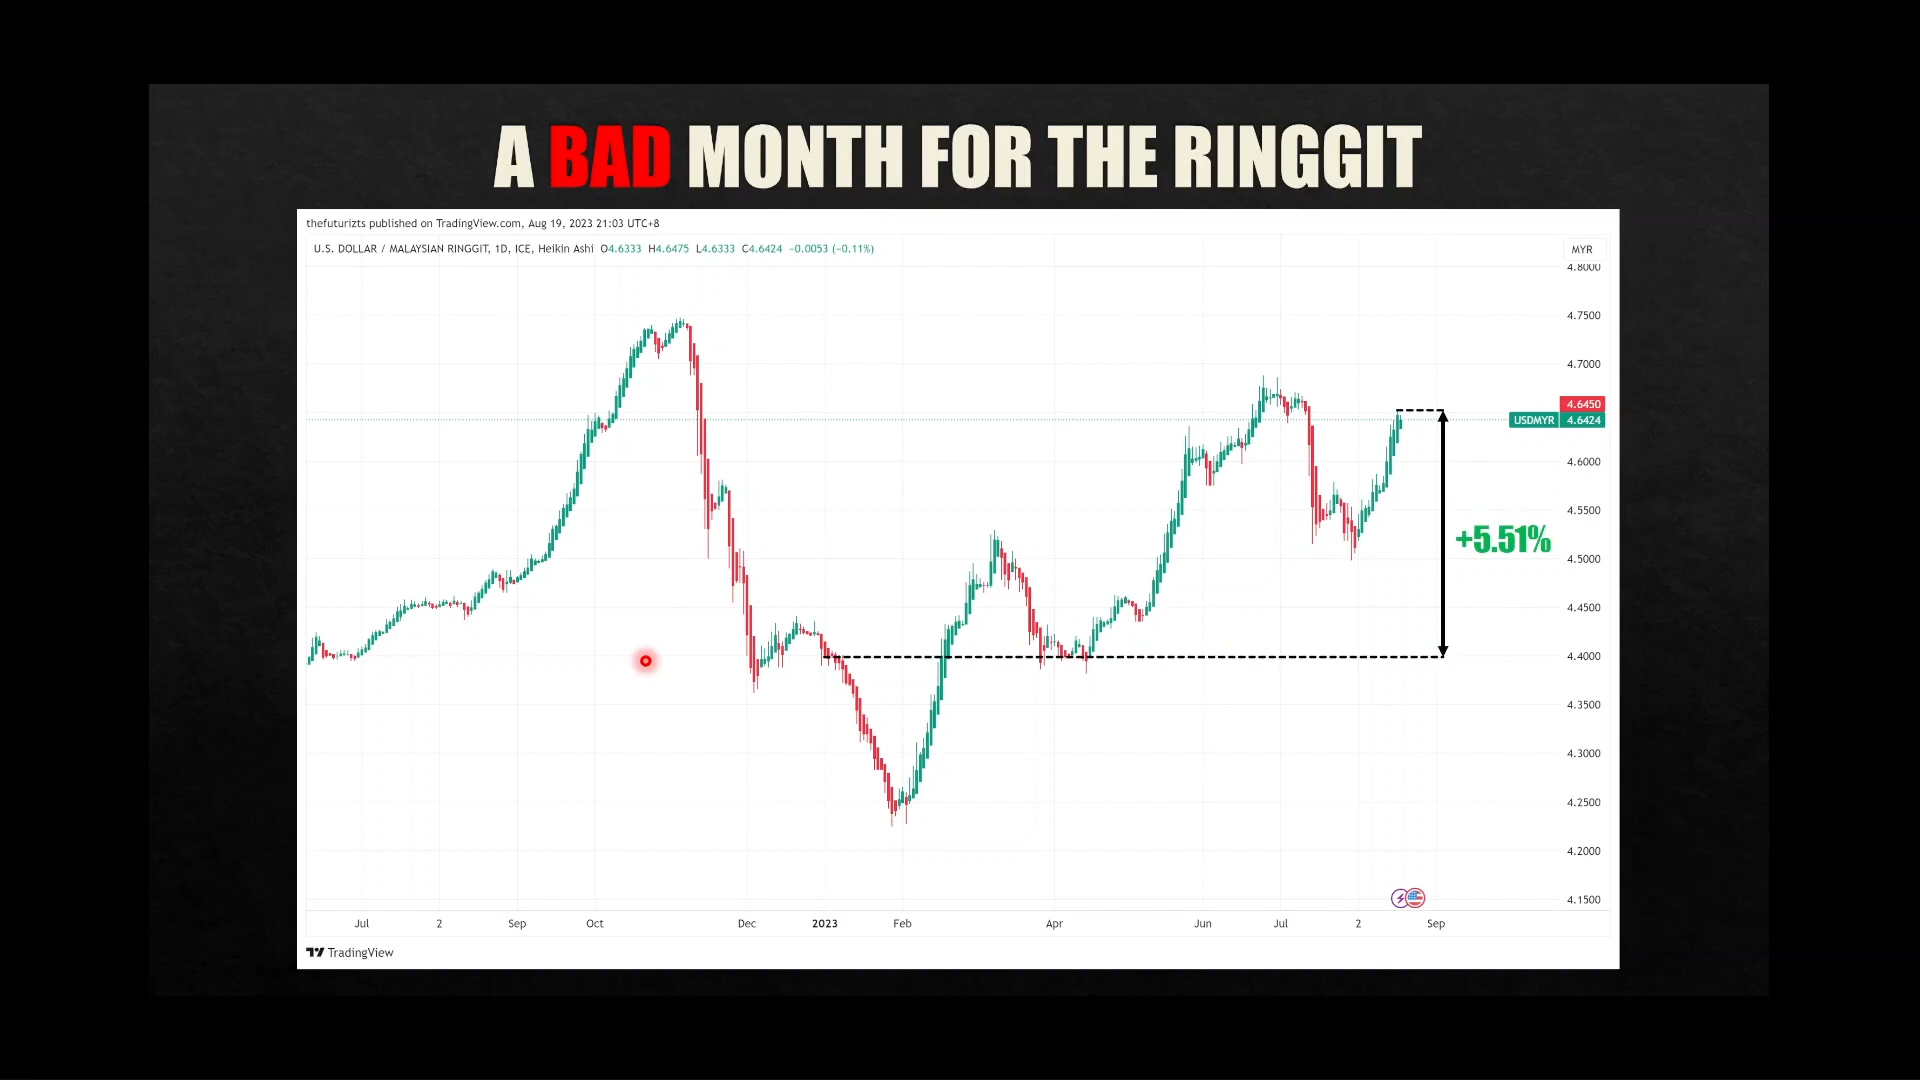 A BAD MONTH FOR THE RINGGIT
thefuturizts published on TradingView.com, Aug 19, 2023 21:03 UTC+8
U.S. DOLLAR / MALAYSIAN RINGGIT, 1D, ICE, Heikin Ashi O4.6333 H4.6475 L4.6333 C4.6424 −0.0053 (−0.11%)
MYR
4.8000
4.7500
4.7000
4.6450
USDMYR 4.6424
4.6000
4.5500
+5.51%
4.5000
4.4500
4.4000
4.3500
4.3000
4.2500
4.2000
4.1500
Jul 2 Sep Oct Dec 2023 Feb Apr Jun Jul 2 Sep
TradingView